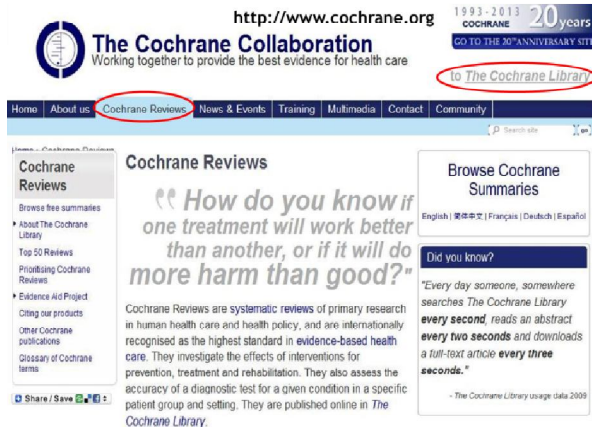 http://www.cochrane.org
1993-2013
COCHRANE
20 years
GO TO THE 20TH ANNIVERSARY SITE
The Cochrane Collaboration
Working together to provide the best evidence for health care
to The Cochrane Library
Home About us Cochrane Reviews News & Events Training Multimedia Contact Community
Search site go
Home > Cochrane Reviews
Cochrane
Reviews
Browse free summaries
About The Cochrane
Library
Top 50 Reviews
Prioritising Cochrane
Reviews
Evidence Aid Project
Citing our products
Other Cochrane
publications
Glossary of Cochrane
terms
Share / Save
Cochrane Reviews
“ How do you know if
one treatment will work better
than another, or if it will do
more harm than good?"
Cochrane Reviews are systematic reviews of primary research
in human health care and health policy, and are internationally
recognised as the highest standard in evidence-based health
care. They investigate the effects of interventions for
prevention, treatment and rehabilitation. They also assess the
accuracy of a diagnostic test for a given condition in a specific
patient group and setting. They are published online in The
Cochrane Library.
Browse Cochrane
Summaries
English | 简体中文 | Français | Deutsch | Español
Did you know?
"Every day someone, somewhere
searches The Cochrane Library
every second, reads an abstract
every two seconds and downloads
a full-text article every three
seconds."
- The Cochrane Library usage data 2009